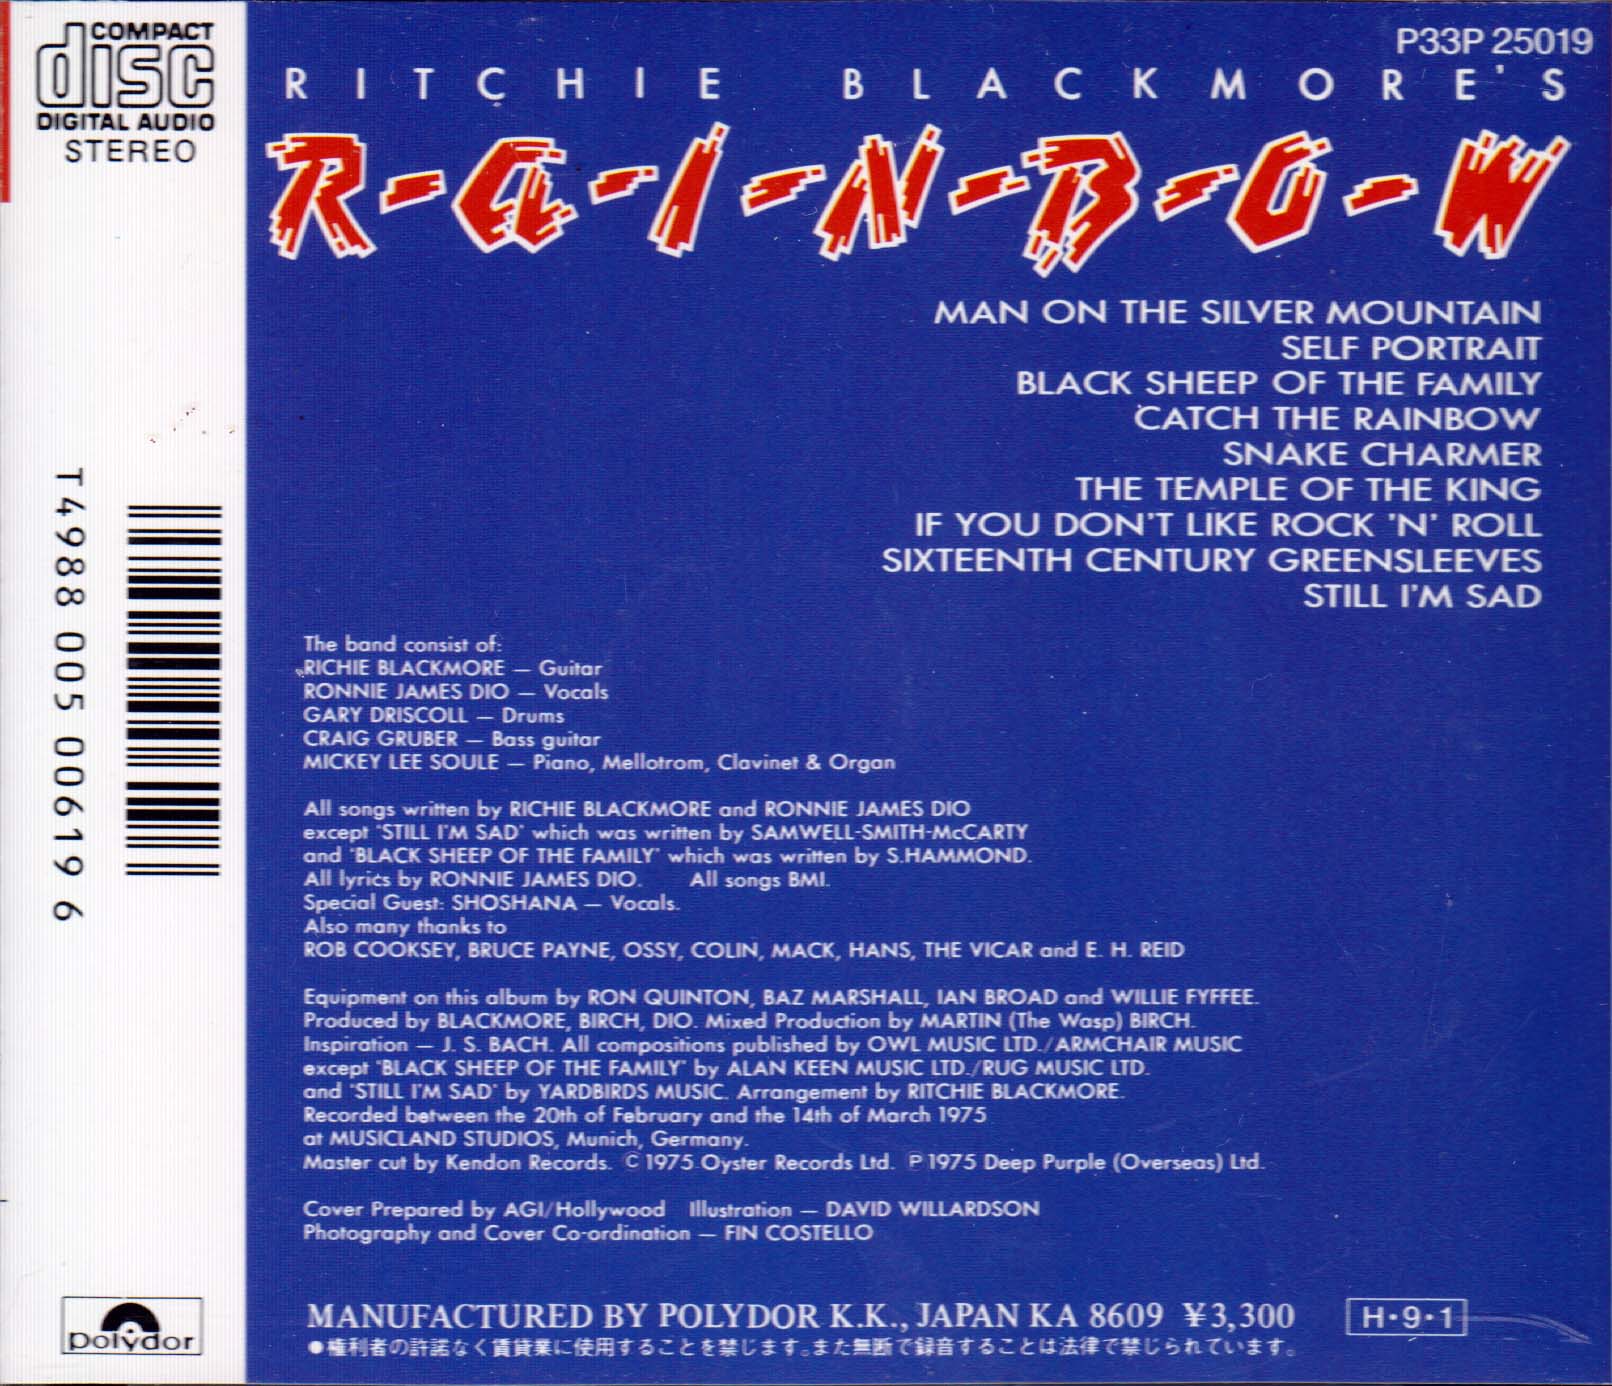 COMPACT
disc
DIGITAL AUDIO
STEREO
P33P 25019
RITCHIE BLACKMORE'S
R-A-I-N-B-O-W
MAN ON THE SILVER MOUNTAIN
SELF PORTRAIT
BLACK SHEEP OF THE FAMILY
CATCH THE RAINBOW
SNAKE CHARMER
THE TEMPLE OF THE KING
IF YOU DON'T LIKE ROCK 'N' ROLL
SIXTEENTH CENTURY GREENSLEEVES
STILL I'M SAD
T4988 005 00619 6
The band consist of:
RICHIE BLACKMORE — Guitar
RONNIE JAMES DIO — Vocals
GARY DRISCOLL — Drums
CRAIG GRUBER — Bass guitar
MICKEY LEE SOULE — Piano, Mellotrom, Clavinet & Organ
All songs written by RICHIE BLACKMORE and RONNIE JAMES DIO
except "STILL I'M SAD" which was written by SAMWELL-SMITH-McCARTY
and "BLACK SHEEP OF THE FAMILY" which was written by S.HAMMOND.
All lyrics by RONNIE JAMES DIO. All songs BMI.
Special Guest: SHOSHANA — Vocals.
Also many thanks to
ROB COOKSEY, BRUCE PAYNE, OSSY, COLIN, MACK, HANS, THE VICAR and E. H. REID
Equipment on this album by RON QUINTON, BAZ MARSHALL, IAN BROAD and WILLIE FYFFEE.
Produced by BLACKMORE, BIRCH, DIO. Mixed Production by MARTIN (The Wasp) BIRCH.
Inspiration — J. S. BACH. All compositions published by OWL MUSIC LTD./ARMCHAIR MUSIC
except "BLACK SHEEP OF THE FAMILY" by ALAN KEEN MUSIC LTD./RUG MUSIC LTD.
and "STILL I'M SAD" by YARDBIRDS MUSIC. Arrangement by RITCHIE BLACKMORE.
Recorded between the 20th of February and the 14th of March 1975
at MUSICLAND STUDIOS, Munich, Germany.
Master cut by Kendon Records. ©1975 Oyster Records Ltd. ℗1975 Deep Purple (Overseas) Ltd.
Cover Prepared by AGI/Hollywood Illustration — DAVID WILLARDSON
Photography and Cover Co-ordination — FIN COSTELLO
polydor
MANUFACTURED BY POLYDOR K.K., JAPAN KA 8609 ¥3,300
H・9・1
●権利者の許諾なく賃貸業に使用することを禁じます。また無断で録音することは法律で禁じられています。